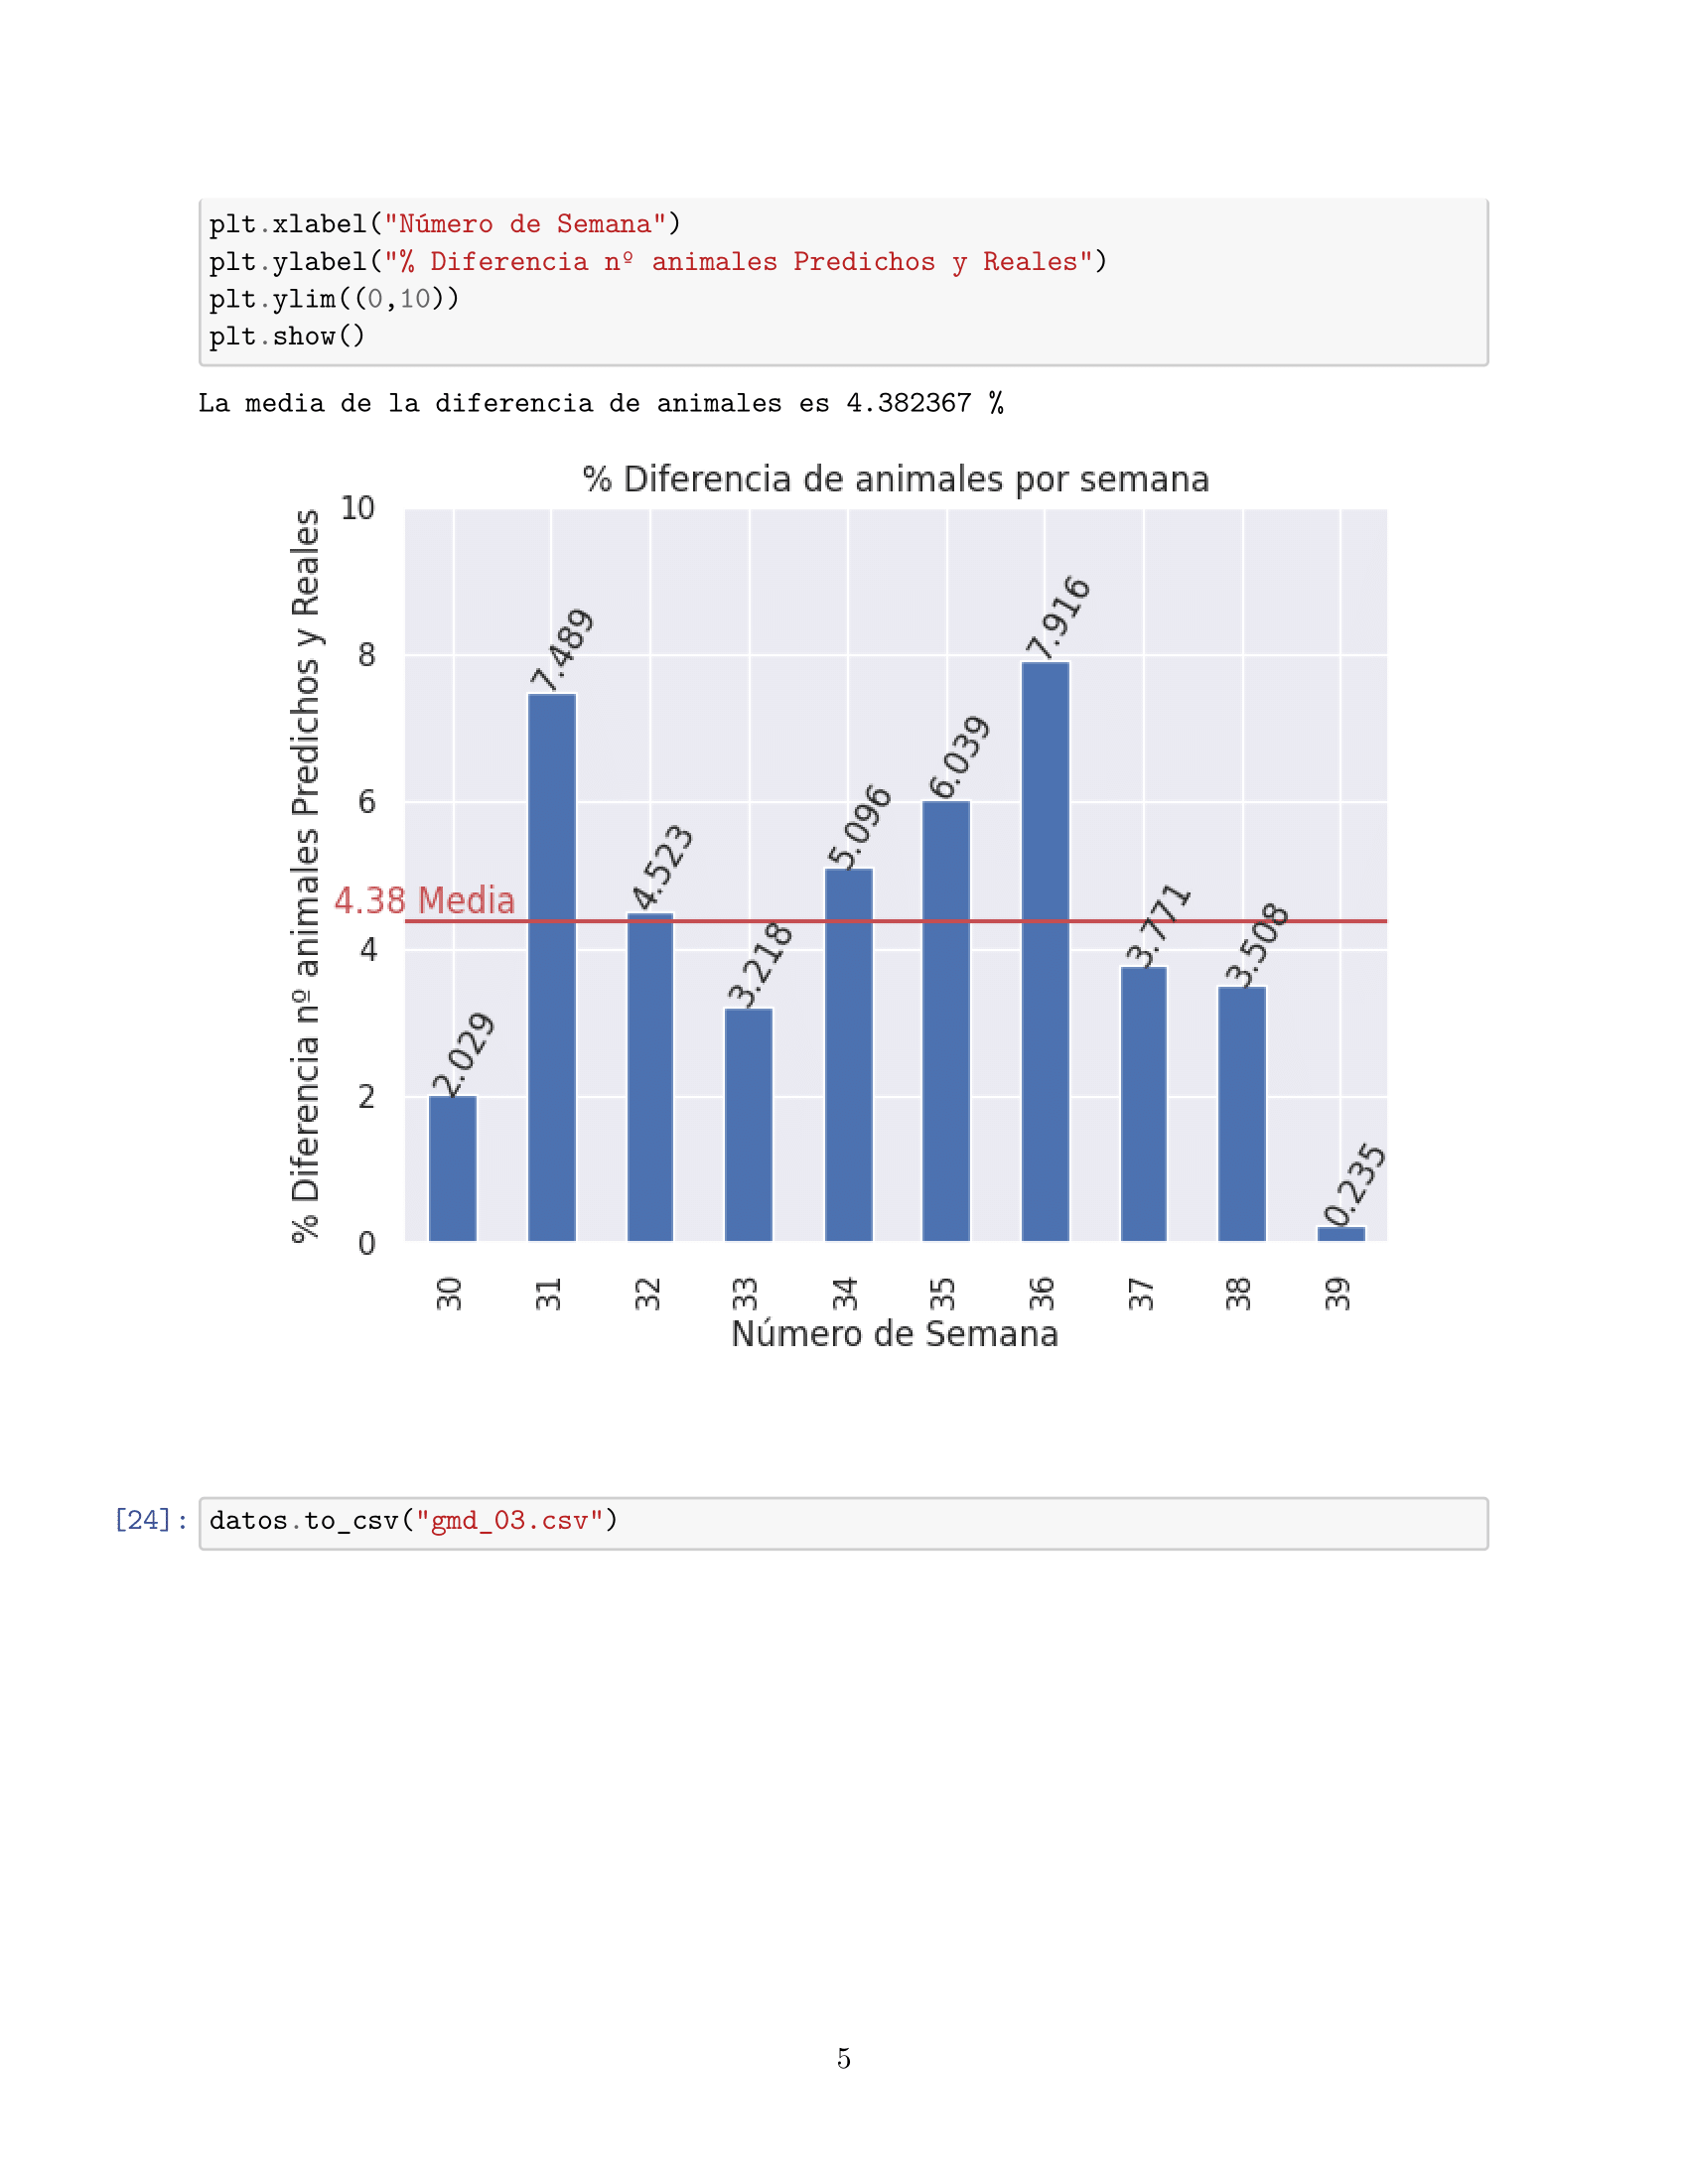 plt.xlabel("Número de Semana")
plt.ylabel("% Diferencia nº animales Predichos y Reales")
plt.ylim((0,10))
plt.show()
La media de la diferencia de animales es 4.382367 %
% Diferencia de animales por semana
% Diferencia nº animales Predichos y Reales
10
8
6
4
2
0
4.38 Media
2.029
7.489
4.523
3.218
5.096
6.039
7.916
3.771
3.508
0.235
30 31 32 33 34 35 36 37 38 39
Número de Semana
[24]: datos.to_csv("gmd_03.csv")
5